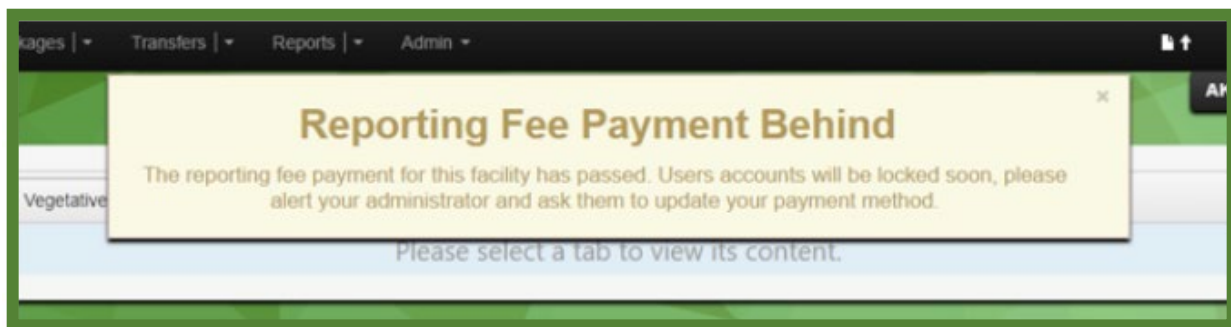 kages | Transfers | Reports | Admin
Reporting Fee Payment Behind
×
AK
The reporting fee payment for this facility has passed. Users accounts will be locked soon, please
Vegetative
alert your administrator and ask them to update your payment method.
Please select a tab to view its content.